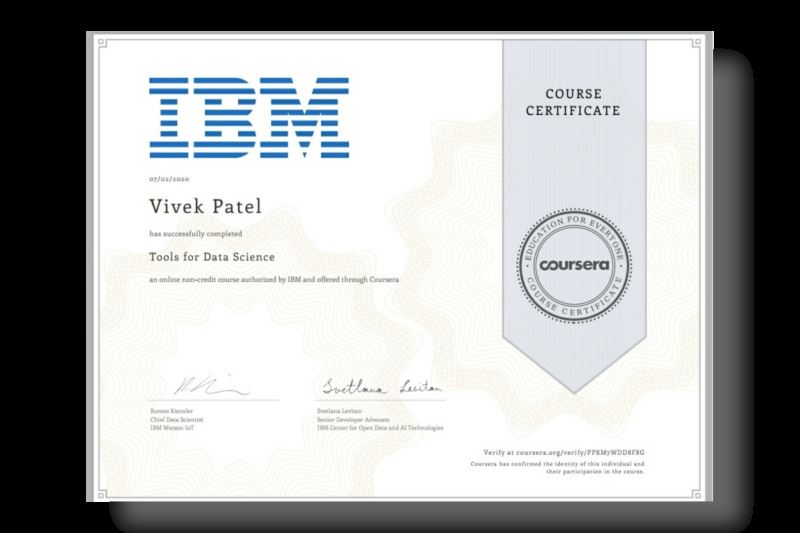 IBM
07/02/2020
Vivek Patel
has successfully completed
Tools for Data Science
an online non-credit course authorized by IBM and offered through Coursera
COURSE
CERTIFICATE
EDUCATION FOR EVERYONE
coursera
COURSE CERTIFICATE
Svetlana Levitan
Romeo Kienzler
Chief Data Scientist
IBM Watson IoT
Svetlana Levitan
Senior Developer Advocate
IBM Center for Open Data and AI Technologies
Verify at coursera.org/verify/PPKM7WDD8F8G
Coursera has confirmed the identity of this individual and
their participation in the course.